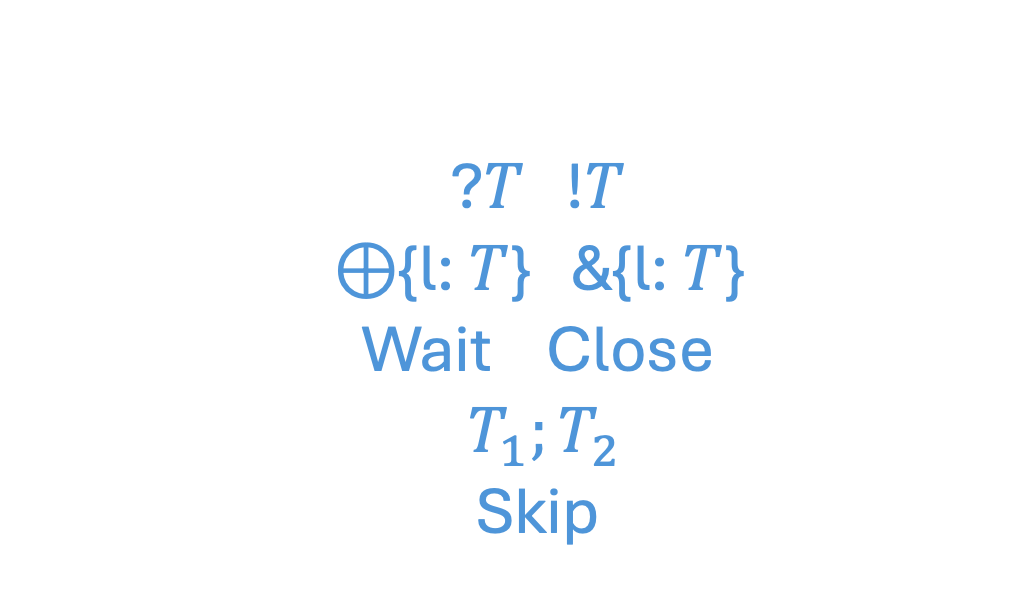 ?T !T
⊕{l: T} &{l: T}
Wait Close
T₁; T₂
Skip